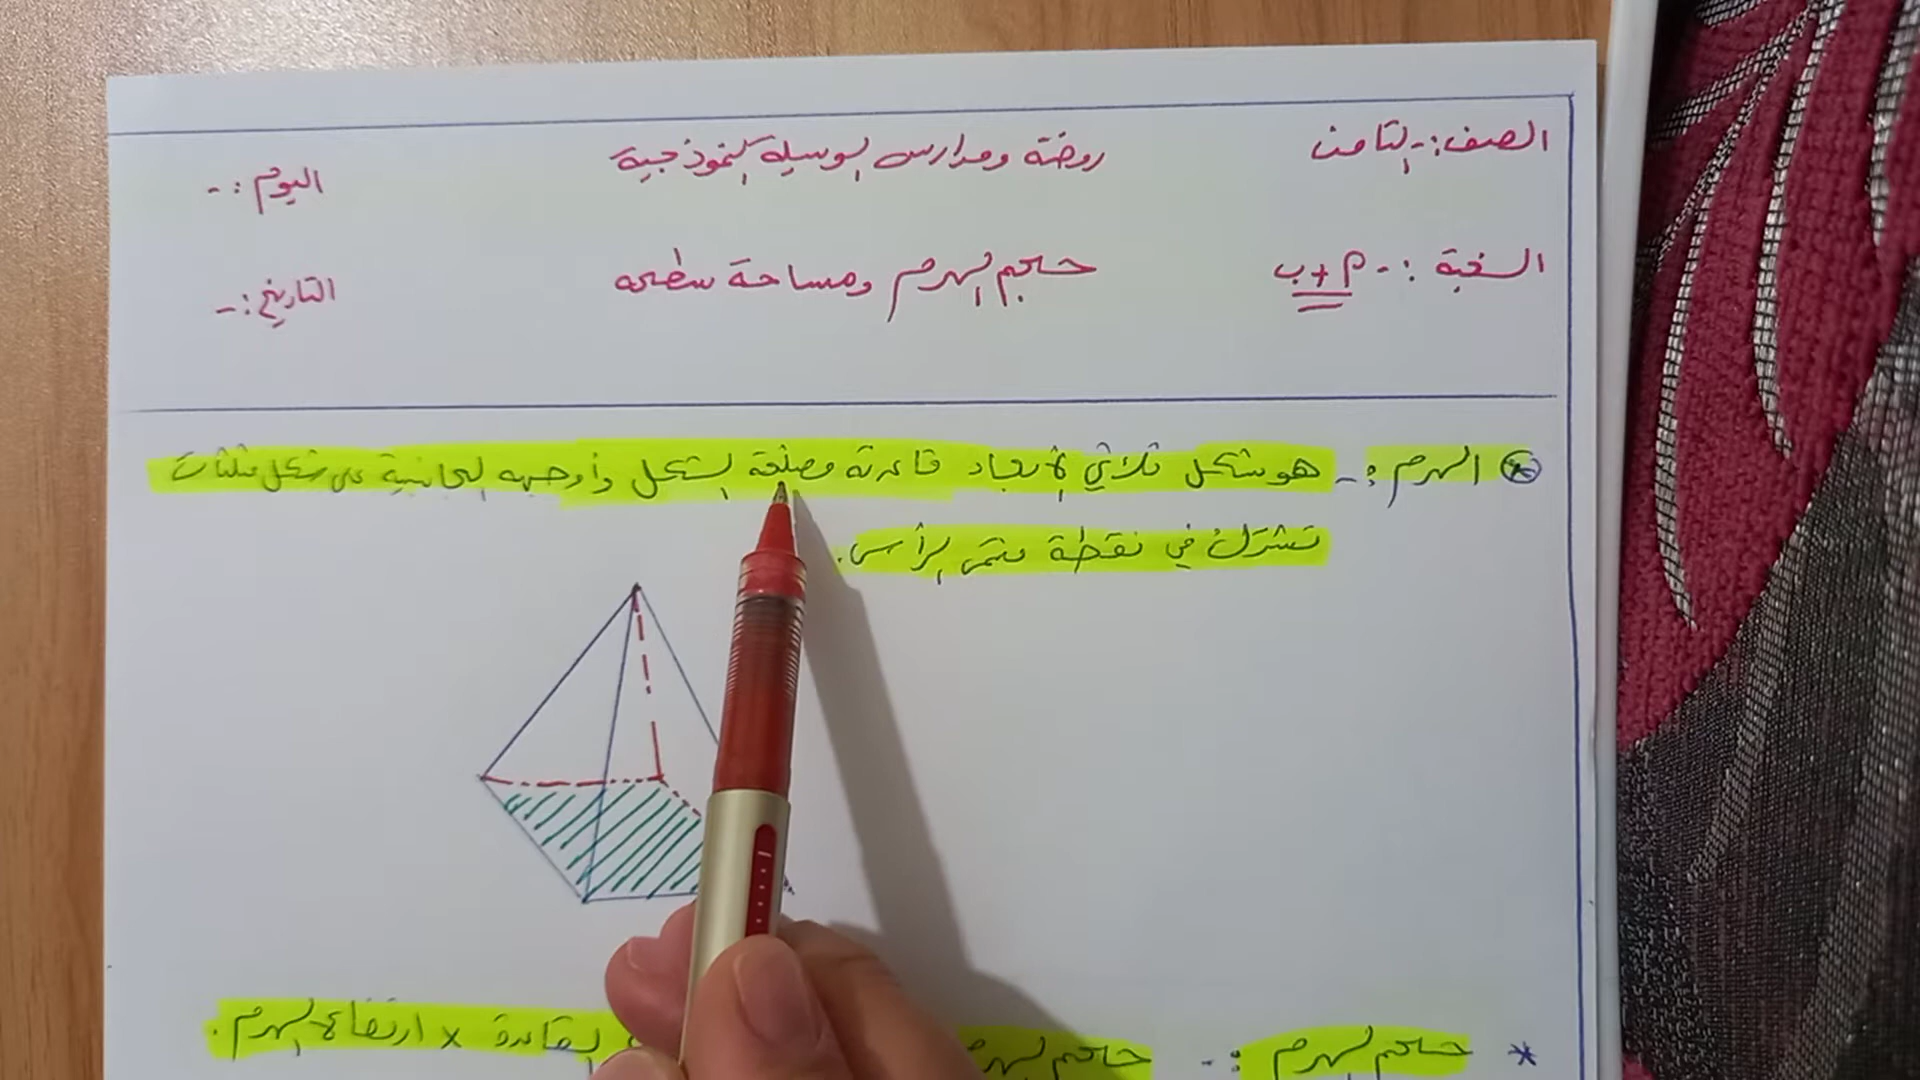 الصف:- الثامن
روضة ومدارس الوسيلة النموذجية
اليوم :-
الشعبة :- أ + ب
حجم الهرم ومساحة سطحه
التاريخ :-
الهرم :- هو شكل ثلاثي الأبعاد قاعدته مضلعة الشكل وأوجهه الجانبية على شكل مثلثات
تشترك في نقطة تسمى الرأس.
* حجم الهرم :- حجم الهرم القاعدة × ارتفاع الهرم.